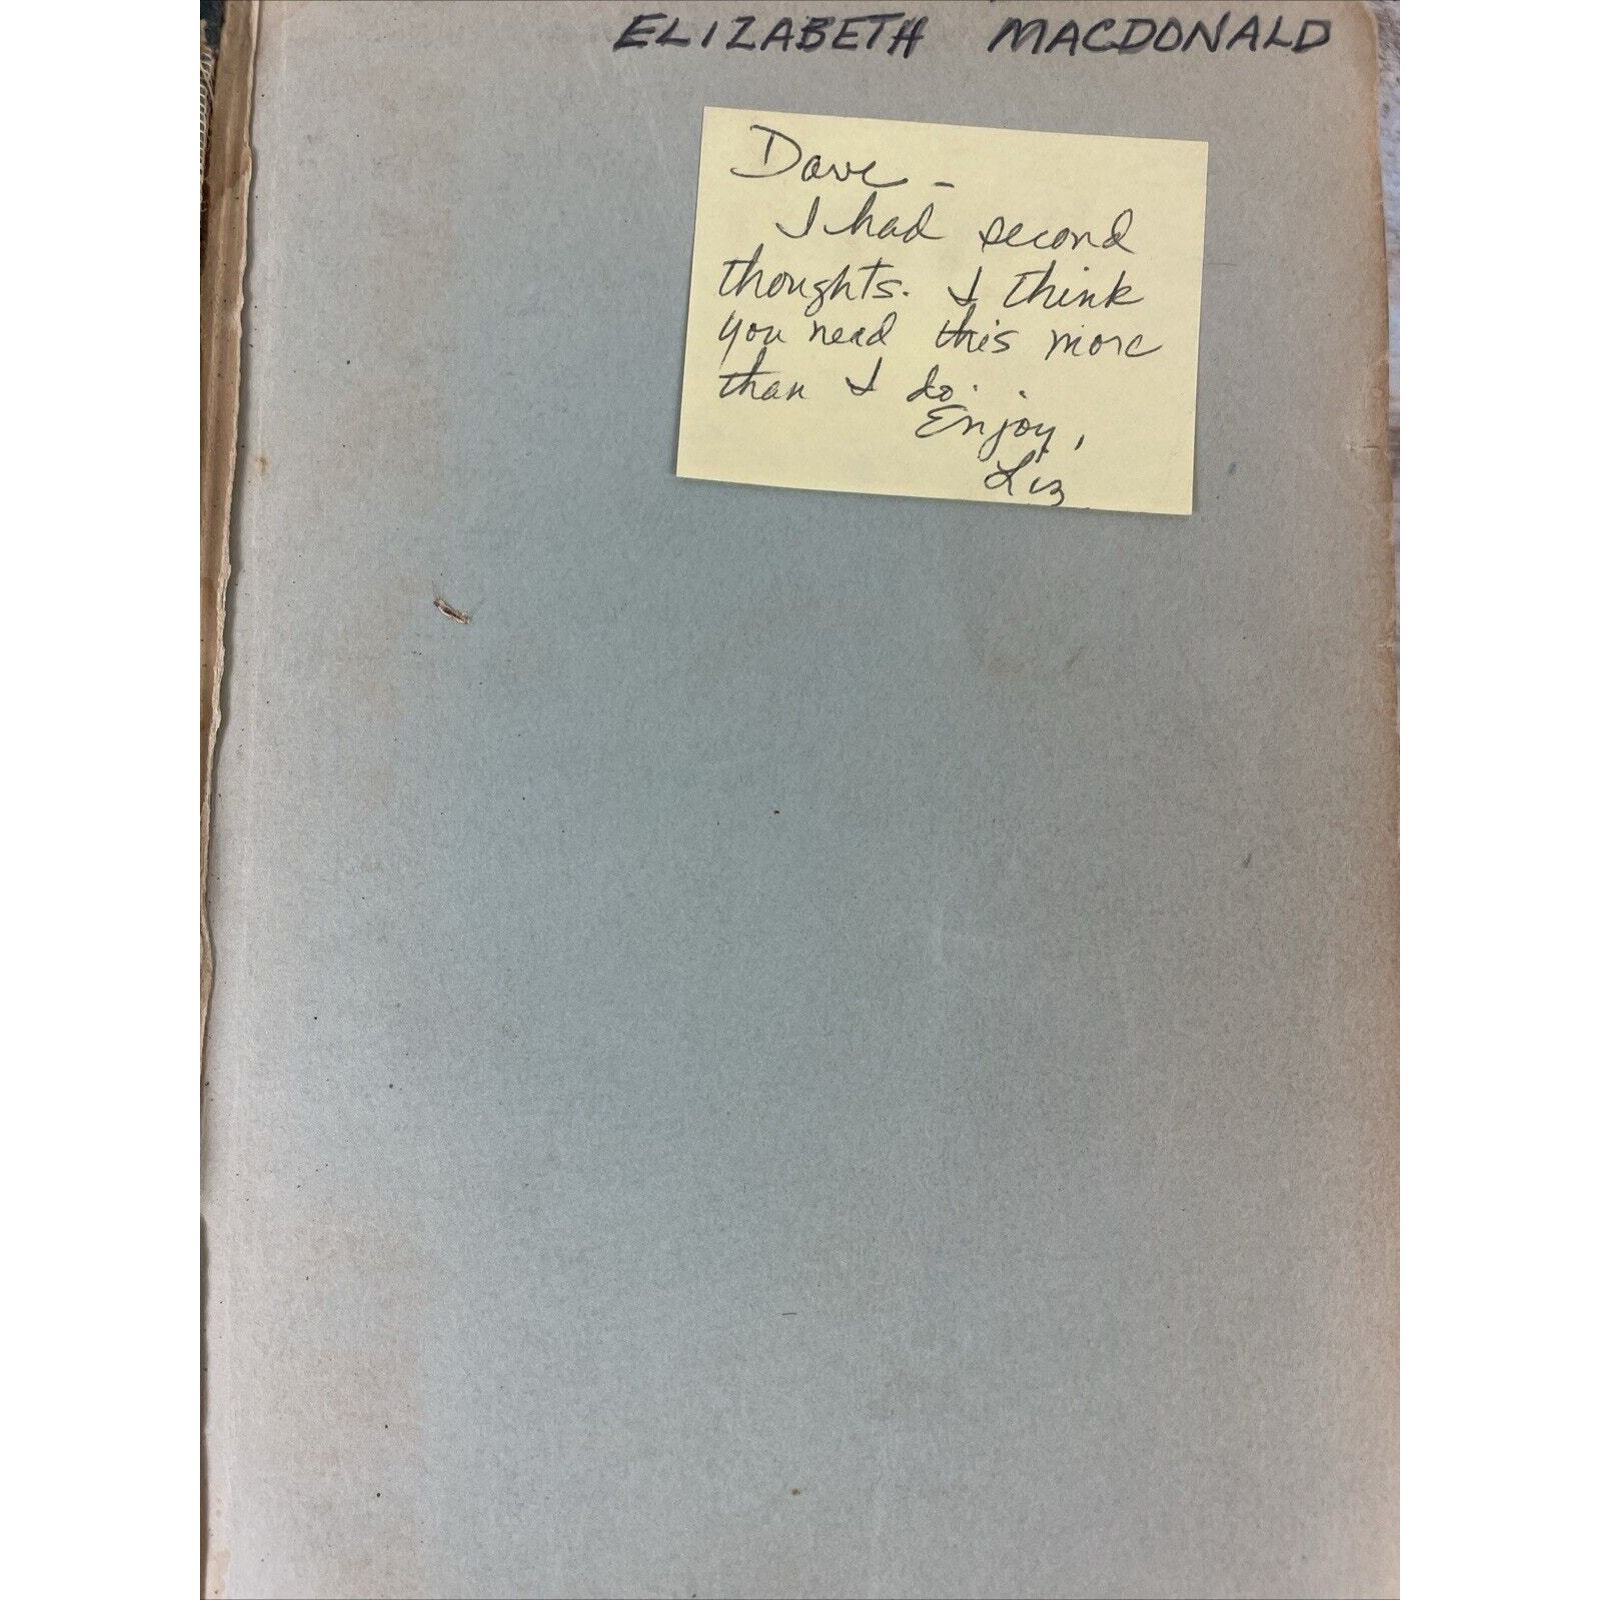 ELIZABETH MACDONALD
Dave -
I had second
thoughts. I think
you need this more
than I do.
Enjoy,
Liz